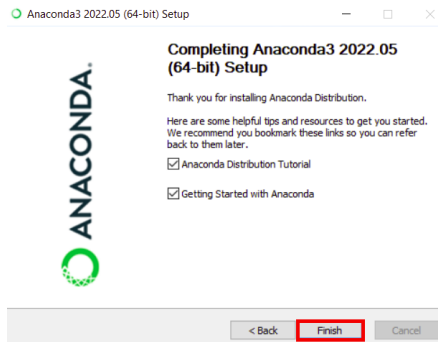 Anaconda3 2022.05 (64-bit) Setup
Completing Anaconda3 2022.05
(64-bit) Setup
Thank you for installing Anaconda Distribution.
Here are some helpful tips and resources to get you started.
We recommend you bookmark these links so you can refer
back to them later.
Anaconda Distribution Tutorial
Getting Started with Anaconda
ANACONDA.
< Back
Finish
Cancel